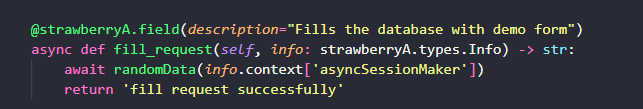 @strawberryA.field(description="Fills the database with demo form")
async def fill_request(self, info: strawberryA.types.Info) -> str:
    await randomData(info.context['asyncSessionMaker'])
    return 'fill request successfully'